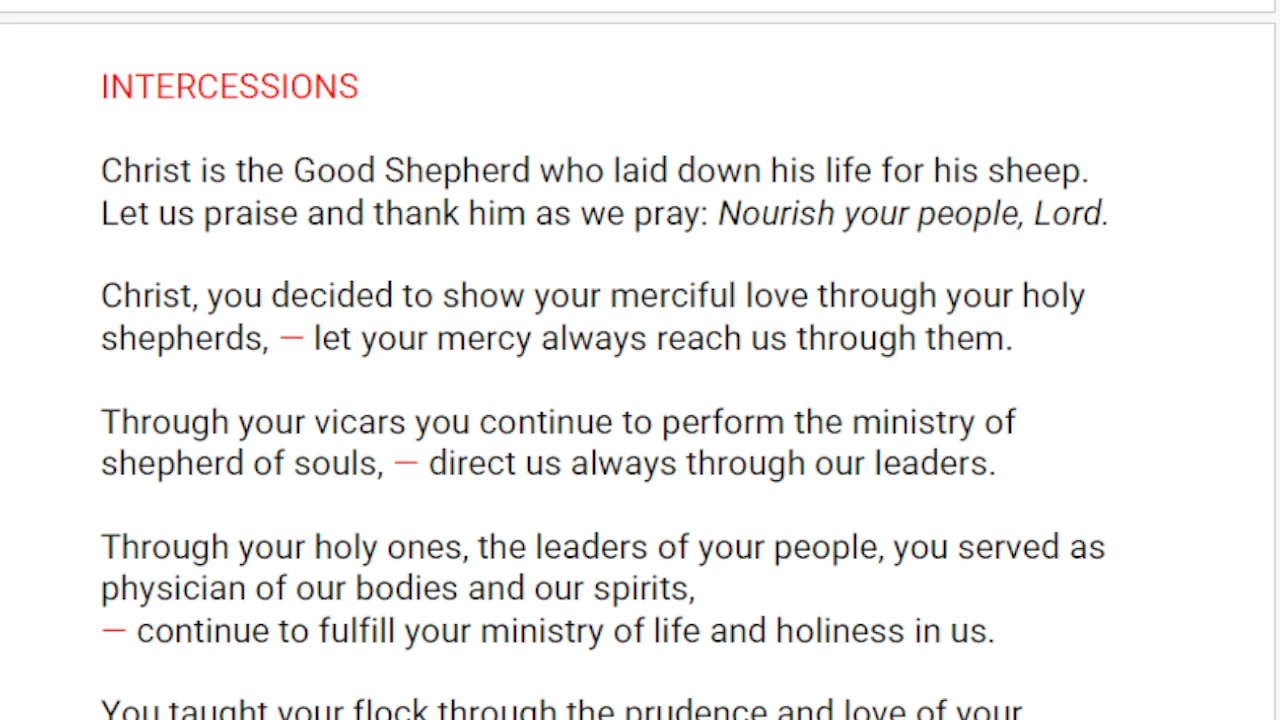 INTERCESSIONS
Christ is the Good Shepherd who laid down his life for his sheep.
Let us praise and thank him as we pray: Nourish your people, Lord.
Christ, you decided to show your merciful love through your holy
shepherds, — let your mercy always reach us through them.
Through your vicars you continue to perform the ministry of
shepherd of souls, — direct us always through our leaders.
Through your holy ones, the leaders of your people, you served as
physician of our bodies and our spirits,
— continue to fulfill your ministry of life and holiness in us.
You taught your flock through the prudence and love of your